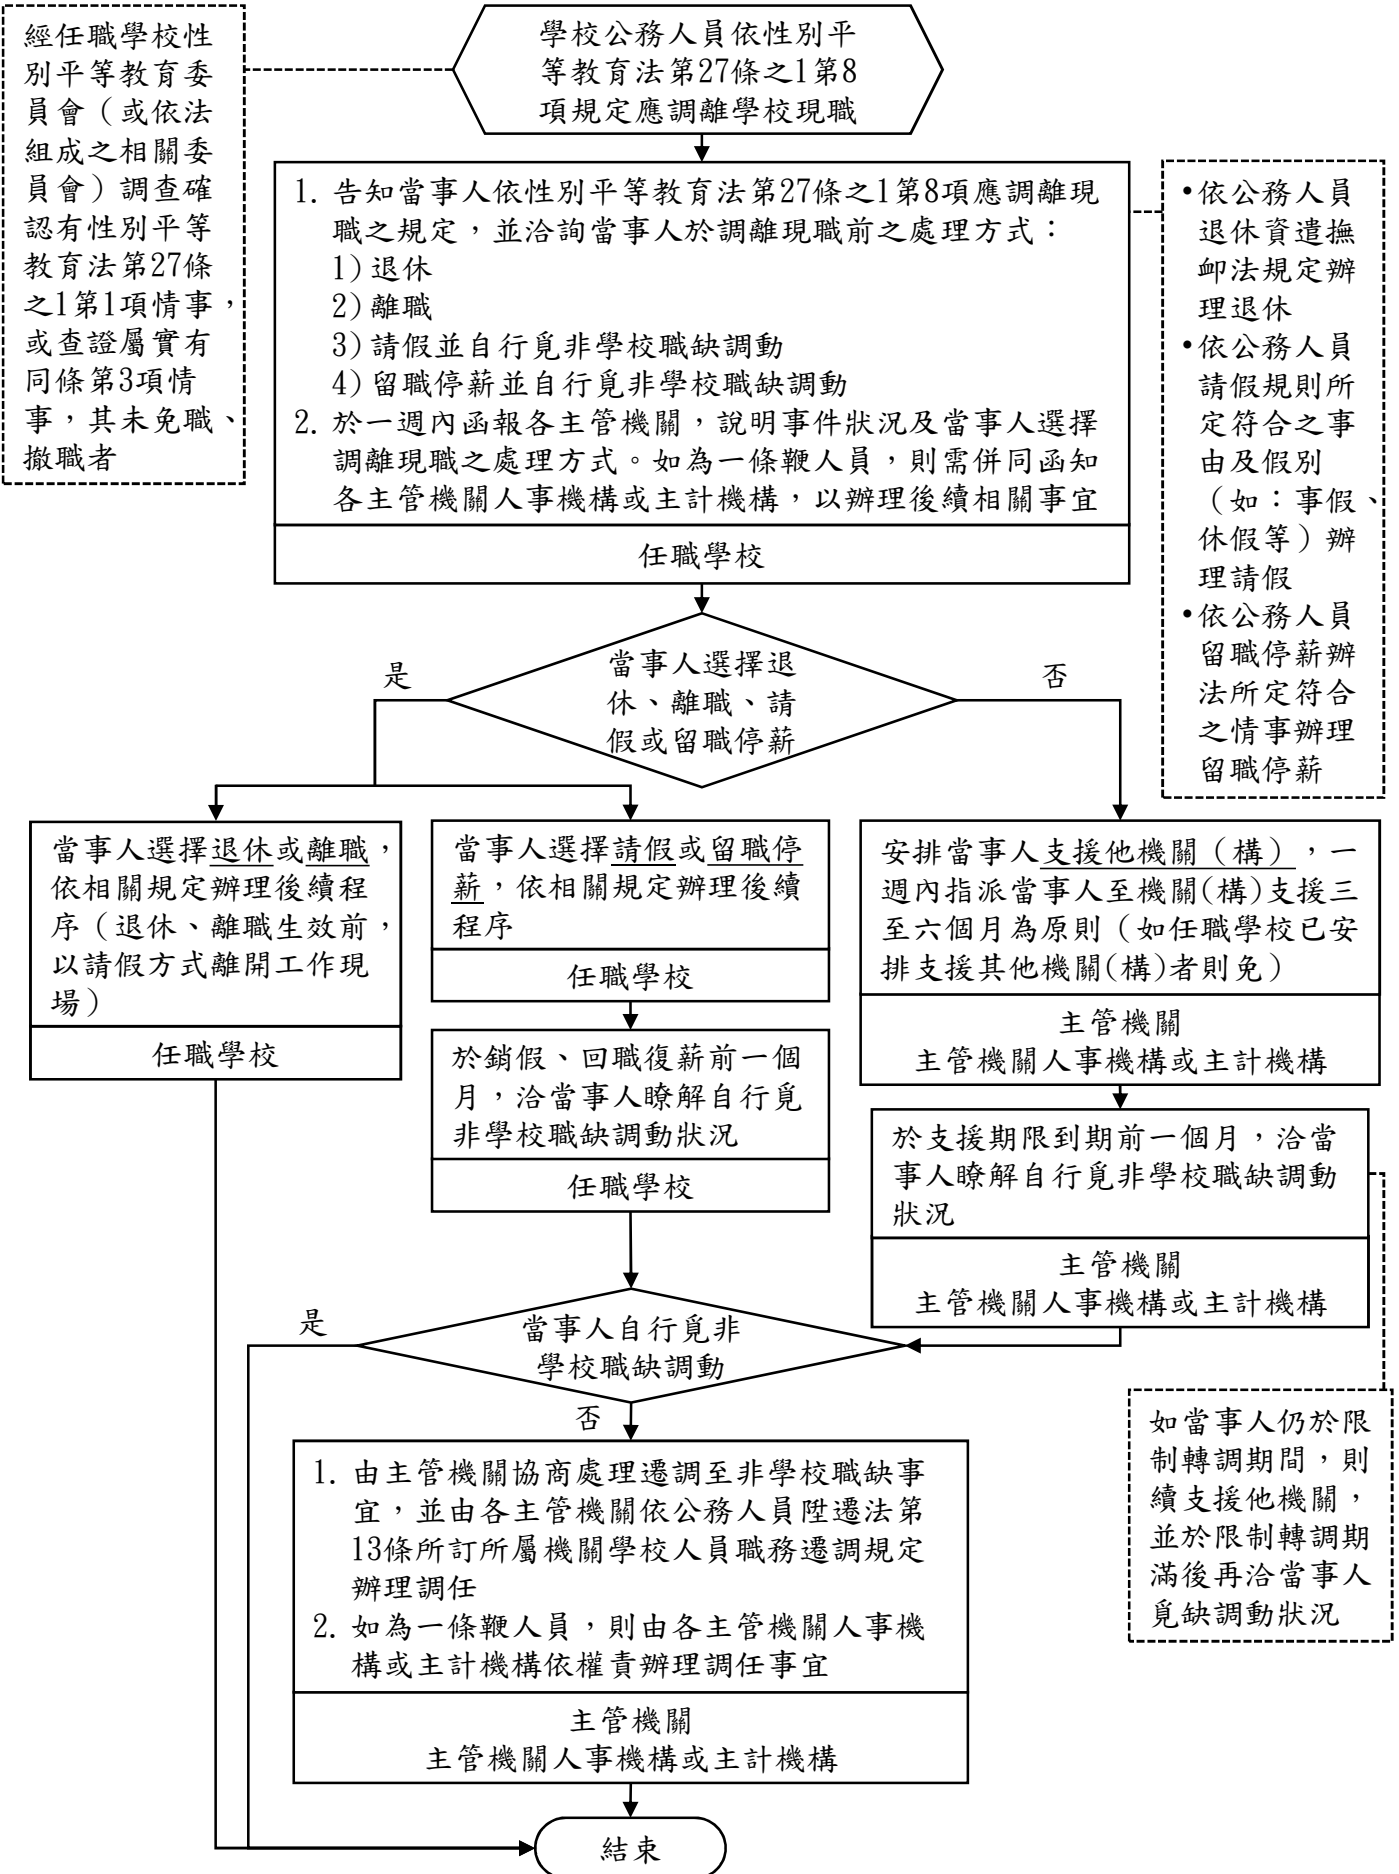 學校公務人員依性別平
等教育法第27條之1第8
項規定應調離學校現職
經任職學校性
別平等教育委
員會（或依法
組成之相關委
員會）調查確
認有性別平等
教育法第27條
之1第1項情事，
或查證屬實有
同條第3項情
事，其未免職、
撤職者
1. 告知當事人依性別平等教育法第27條之1第8項應調離現
職之規定，並洽詢當事人於調離現職前之處理方式：
1)退休
2)離職
3)請假並自行覓非學校職缺調動
4)留職停薪並自行覓非學校職缺調動
2. 於一週內函報各主管機關，說明事件狀況及當事人選擇
調離現職之處理方式。如為一條鞭人員，則需併同函知
各主管機關人事機構或主計機構，以辦理後續相關事宜
任職學校
•依公務人員
退休資遣撫
卹法規定辦
理退休
•依公務人員
請假規則所
定符合之事
由及假別
（如：事假、
休假等）辦
理請假
•依公務人員
留職停薪辦
法所定符合
之情事辦理
留職停薪
當事人選擇退
休、離職、請
假或留職停薪
是
否
當事人選擇退休或離職，
依相關規定辦理後續程
序（退休、離職生效前，
以請假方式離開工作現
場）
任職學校
當事人選擇請假或留職停
薪，依相關規定辦理後續
程序
任職學校
安排當事人支援他機關（構），一
週內指派當事人至機關(構)支援三
至六個月為原則（如任職學校已安
排支援其他機關(構)者則免）
主管機關
主管機關人事機構或主計機構
於銷假、回職復薪前一個
月，洽當事人瞭解自行覓
非學校職缺調動狀況
任職學校
於支援期限到期前一個月，洽當
事人瞭解自行覓非學校職缺調動
狀況
主管機關
主管機關人事機構或主計機構
當事人自行覓非
學校職缺調動
是
否
如當事人仍於限
制轉調期間，則
續支援他機關，
並於限制轉調期
滿後再洽當事人
覓缺調動狀況
1. 由主管機關協商處理遷調至非學校職缺事
宜，並由各主管機關依公務人員陞遷法第
13條所訂所屬機關學校人員職務遷調規定
辦理調任
2. 如為一條鞭人員，則由各主管機關人事機
構或主計機構依權責辦理調任事宜
主管機關
主管機關人事機構或主計機構
結束